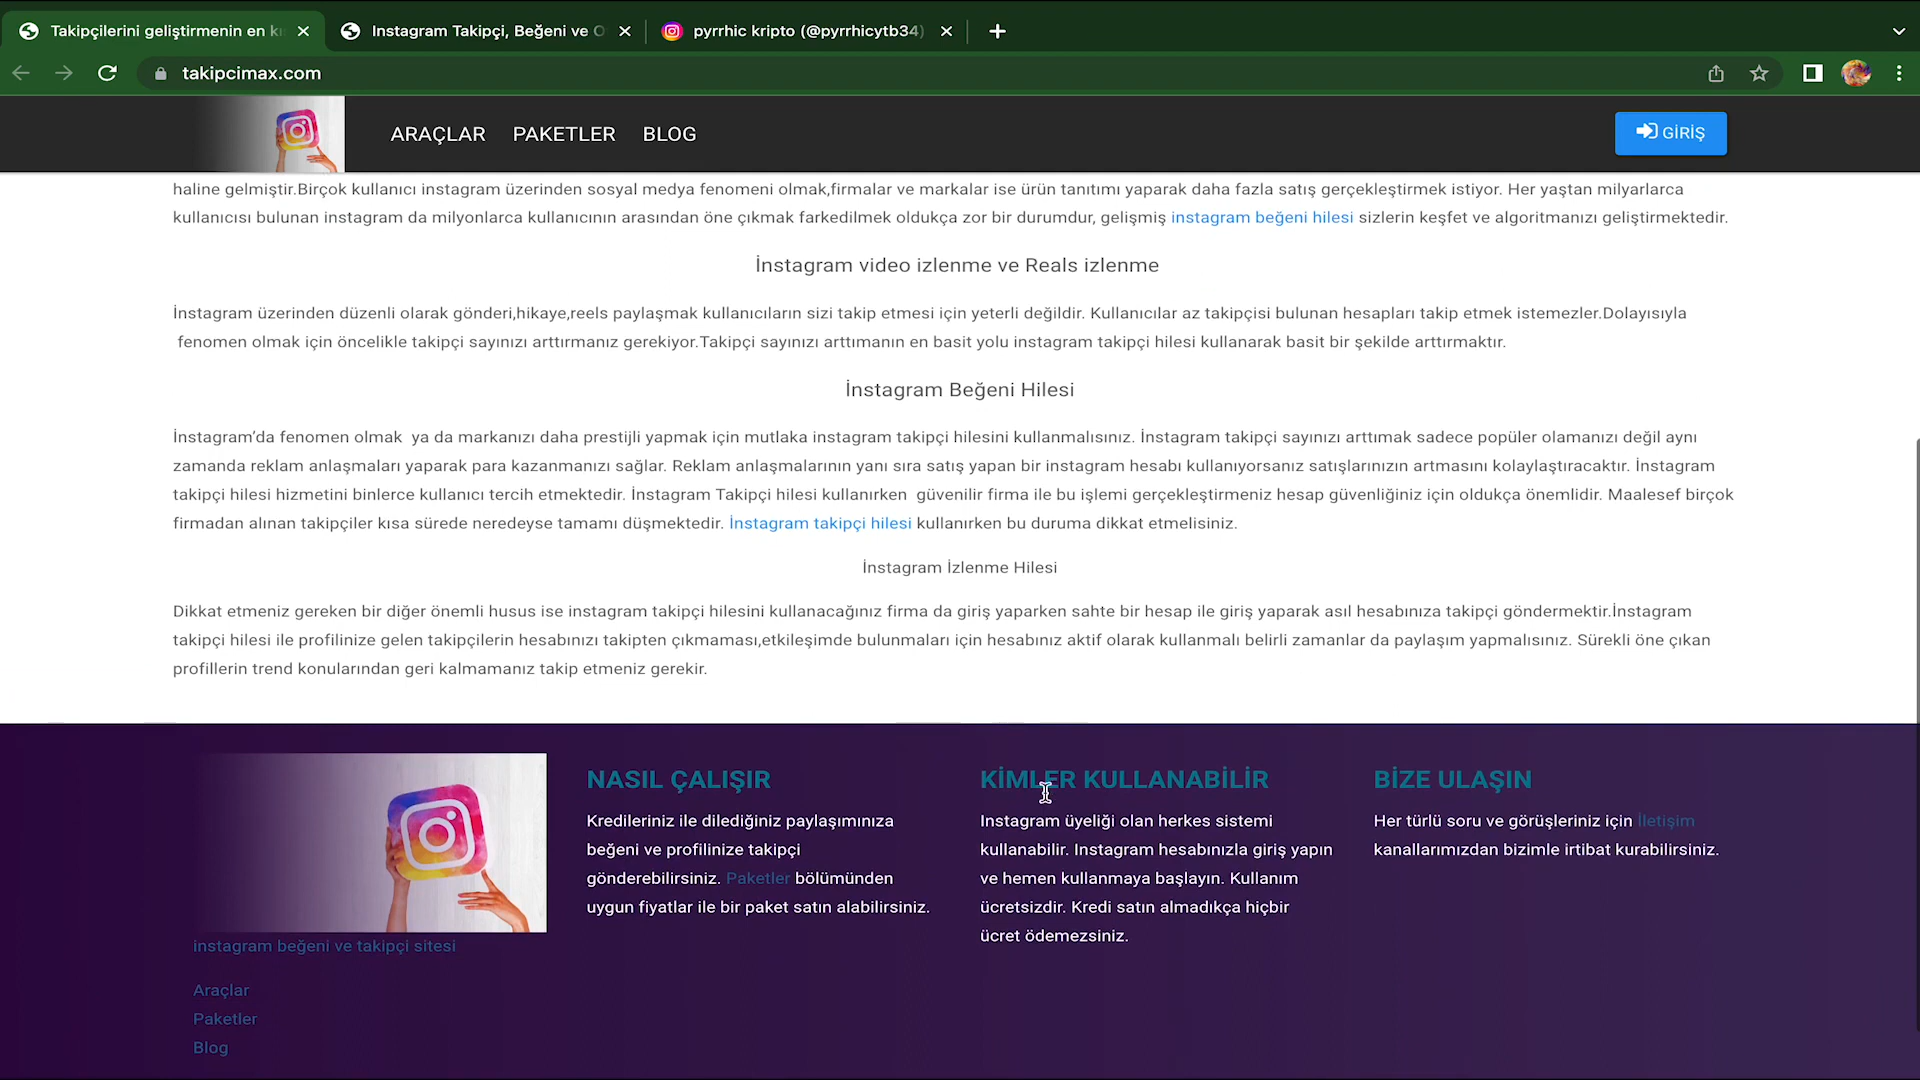 Takipçilerini geliştirmenin en kı
Instagram Takipçi, Beğeni ve O
pyrrhic kripto (@pyrrhicytb34)
takipcimax.com
ARAÇLAR
PAKETLER
BLOG
GİRİŞ
haline gelmiştir.Birçok kullanıcı instagram üzerinden sosyal medya fenomeni olmak,firmalar ve markalar ise ürün tanıtımı yaparak daha fazla satış gerçekleştirmek istiyor. Her yaştan milyarlarca
kullanıcısı bulunan instagram da milyonlarca kullanıcının arasından öne çıkmak farkedilmek oldukça zor bir durumdur, gelişmiş instagram beğeni hilesi sizlerin keşfet ve algoritmanızı geliştirmektedir.
İnstagram video izlenme ve Reals izlenme
İnstagram üzerinden düzenli olarak gönderi,hikaye,reels paylaşmak kullanıcıların sizi takip etmesi için yeterli değildir. Kullanıcılar az takipçisi bulunan hesapları takip etmek istemezler.Dolayısıyla
fenomen olmak için öncelikle takipçi sayınızı arttırmanız gerekiyor.Takipçi sayınızı arttımanın en basit yolu instagram takipçi hilesi kullanarak basit bir şekilde arttırmaktır.
İnstagram Beğeni Hilesi
İnstagram'da fenomen olmak ya da markanızı daha prestijli yapmak için mutlaka instagram takipçi hilesini kullanmalısınız. İnstagram takipçi sayınızı arttımak sadece popüler olamanızı değil aynı
zamanda reklam anlaşmaları yaparak para kazanmanızı sağlar. Reklam anlaşmalarının yanı sıra satış yapan bir instagram hesabı kullanıyorsanız satışlarınızın artmasını kolaylaştıracaktır. İnstagram
takipçi hilesi hizmetini binlerce kullanıcı tercih etmektedir. İnstagram Takipçi hilesi kullanırken güvenilir firma ile bu işlemi gerçekleştirmeniz hesap güvenliğiniz için oldukça önemlidir. Maalesef birçok
firmadan alınan takipçiler kısa sürede neredeyse tamamı düşmektedir. İnstagram takipçi hilesi kullanırken bu duruma dikkat etmelisiniz.
İnstagram İzlenme Hilesi
Dikkat etmeniz gereken bir diğer önemli husus ise instagram takipçi hilesini kullanacağınız firma da giriş yaparken sahte bir hesap ile giriş yaparak asıl hesabınıza takipçi göndermektir.İnstagram
takipçi hilesi ile profilinize gelen takipçilerin hesabınızı takipten çıkmaması,etkileşimde bulunmaları için hesabınız aktif olarak kullanmalı belirli zamanlar da paylaşım yapmalısınız. Sürekli öne çıkan
profillerin trend konularından geri kalmamanız takip etmeniz gerekir.
instagram beğeni ve takipçi sitesi
Araçlar
Paketler
Blog
NASIL ÇALIŞIR
Kredileriniz ile dilediğiniz paylaşımınıza
beğeni ve profilinize takipçi
gönderebilirsiniz. Paketler bölümünden
uygun fiyatlar ile bir paket satın alabilirsiniz.
KİMLER KULLANABİLİR
Instagram üyeliği olan herkes sistemi
kullanabilir. Instagram hesabınızla giriş yapın
ve hemen kullanmaya başlayın. Kullanım
ücretsizdir. Kredi satın almadıkça hiçbir
ücret ödemezsiniz.
BİZE ULAŞIN
Her türlü soru ve görüşleriniz için İletişim
kanallarımızdan bizimle irtibat kurabilirsiniz.